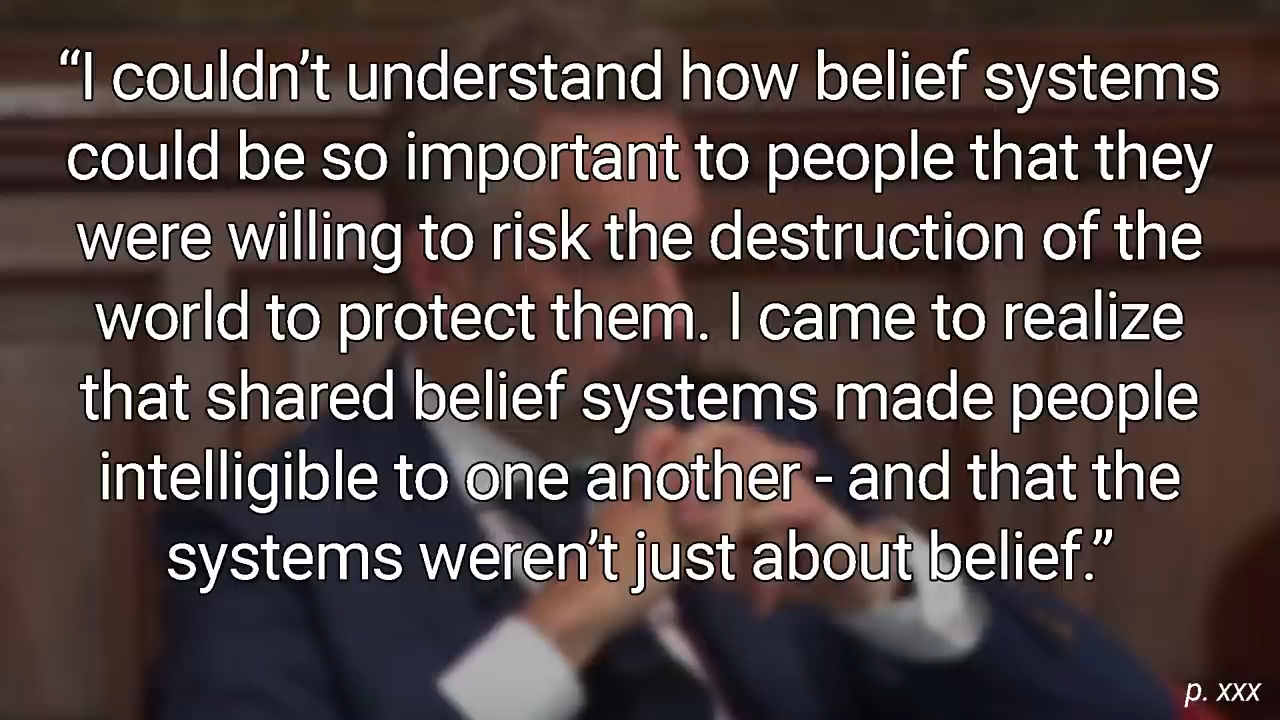 “I couldn’t understand how belief systems
could be so important to people that they
were willing to risk the destruction of the
world to protect them. I came to realize
that shared belief systems made people
intelligible to one another - and that the
systems weren’t just about belief.”
p. xxx